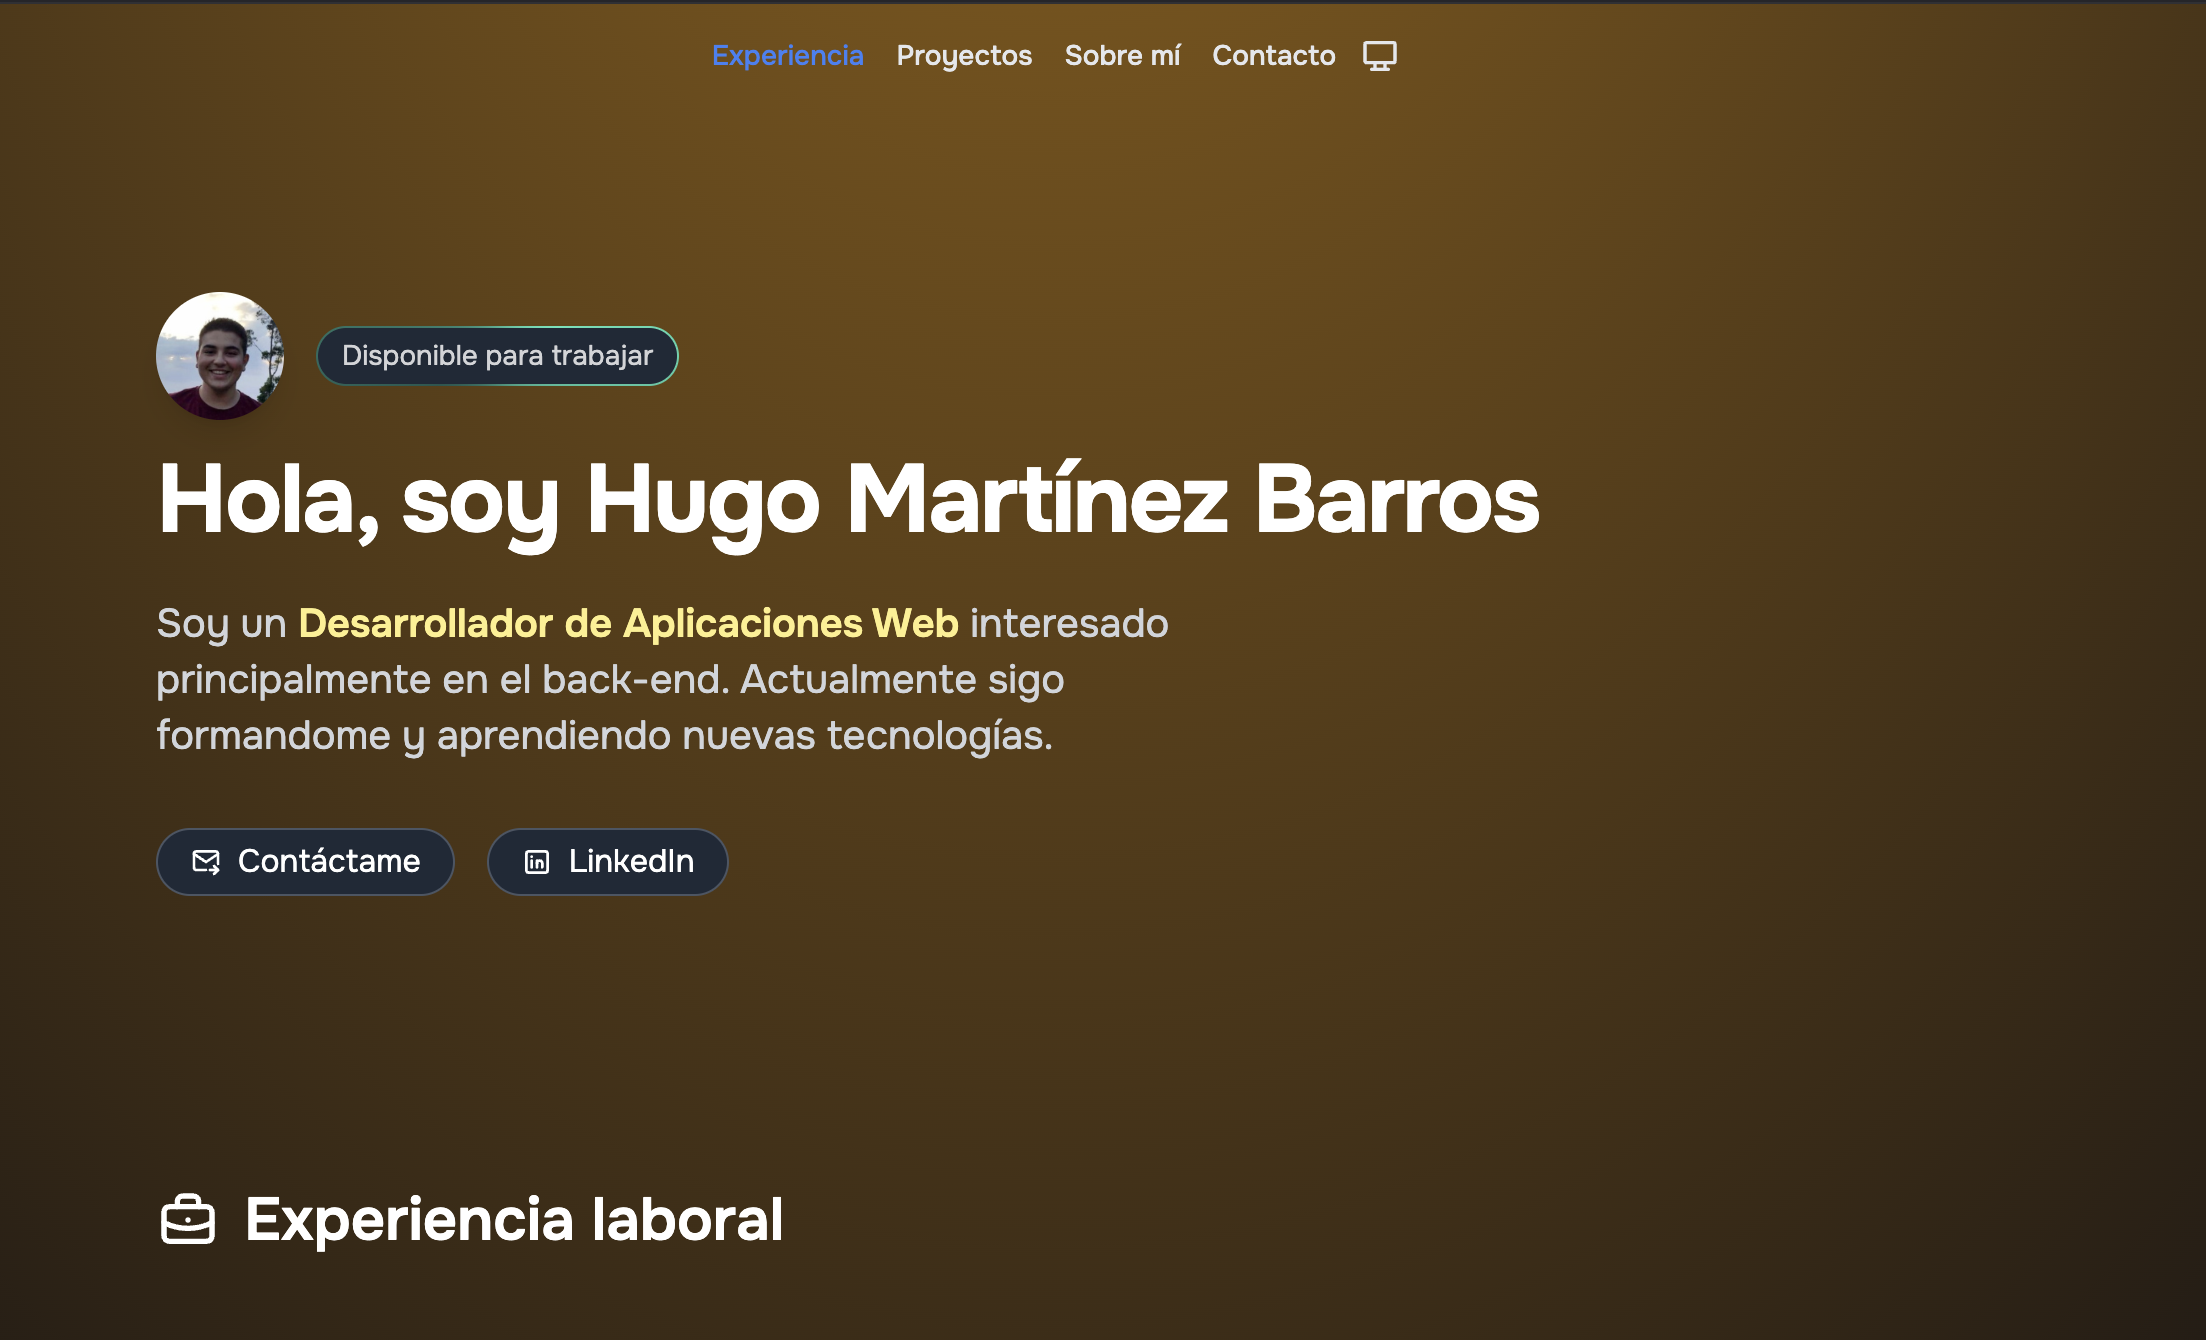 Experiencia Proyectos Sobre mí Contacto
Disponible para trabajar
Hola, soy Hugo Martínez Barros
Soy un Desarrollador de Aplicaciones Web interesado
principalmente en el back-end. Actualmente sigo
formandome y aprendiendo nuevas tecnologías.
Contáctame LinkedIn
Experiencia laboral